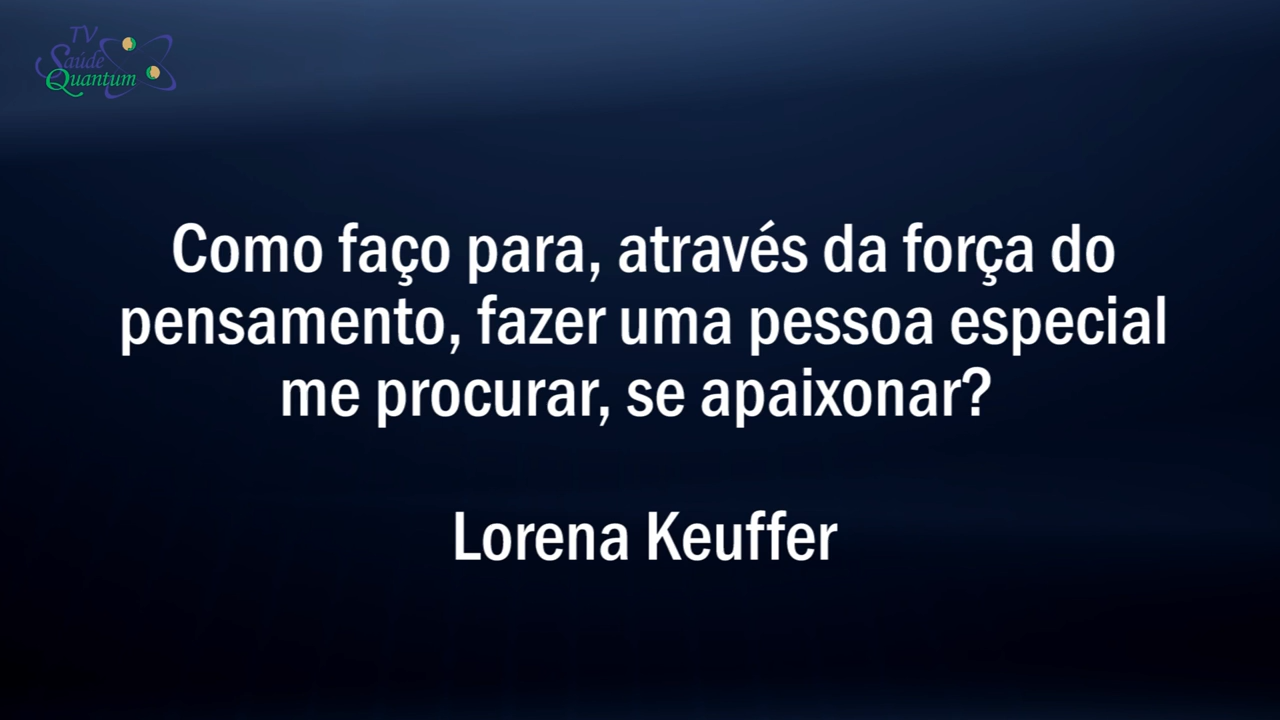 TV
Saúde
Quantum
Como faço para, através da força do
pensamento, fazer uma pessoa especial
me procurar, se apaixonar?
Lorena Keuffer